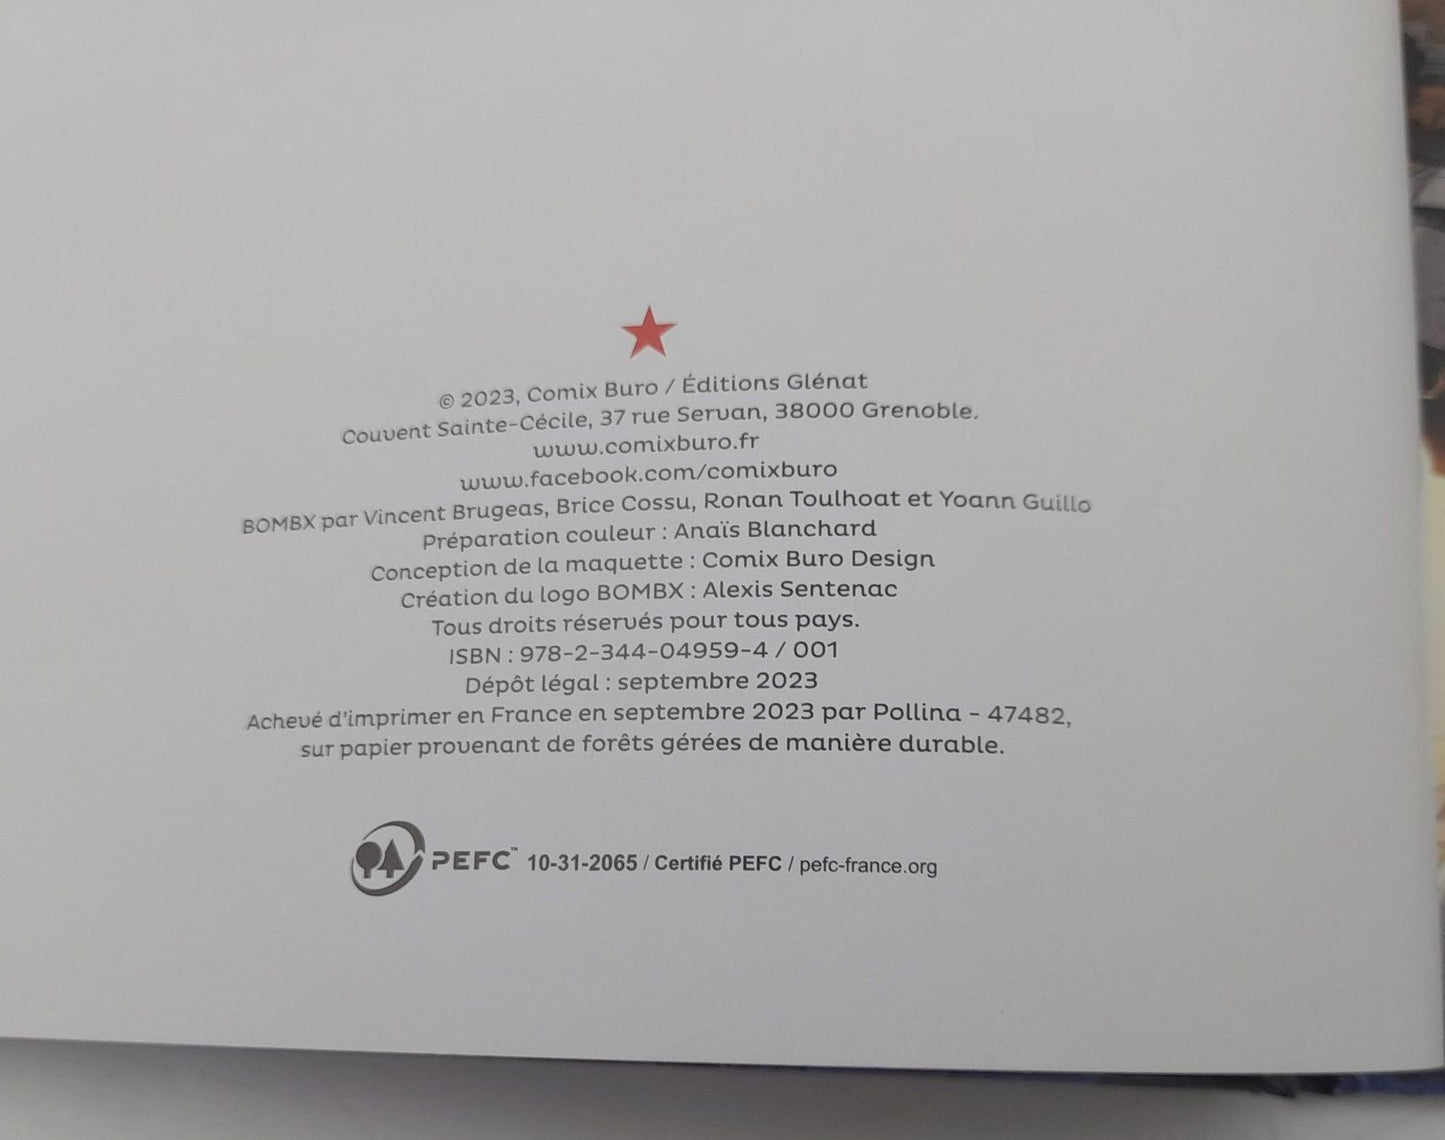 © 2023, Comix Buro / Éditions Glénat
Couvent Sainte-Cécile, 37 rue Servan, 38000 Grenoble.
www.comixburo.fr
www.facebook.com/comixburo
BOMBX par Vincent Brugeas, Brice Cossu, Ronan Toulhoat et Yoann Guillo
Préparation couleur : Anaïs Blanchard
Conception de la maquette : Comix Buro Design
Création du logo BOMBX : Alexis Sentenac
Tous droits réservés pour tous pays.
ISBN : 978-2-344-04959-4 / 001
Dépôt légal : septembre 2023
Achevé d'imprimer en France en septembre 2023 par Pollina - 47482,
sur papier provenant de forêts gérées de manière durable.
PEFC™ 10-31-2065 / Certifié PEFC / pefc-france.org